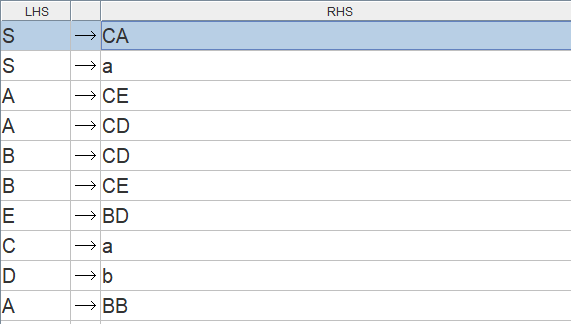 LHS RHS
S → CA
S → a
A → CE
A → CD
B → CD
B → CE
E → BD
C → a
D → b
A → BB